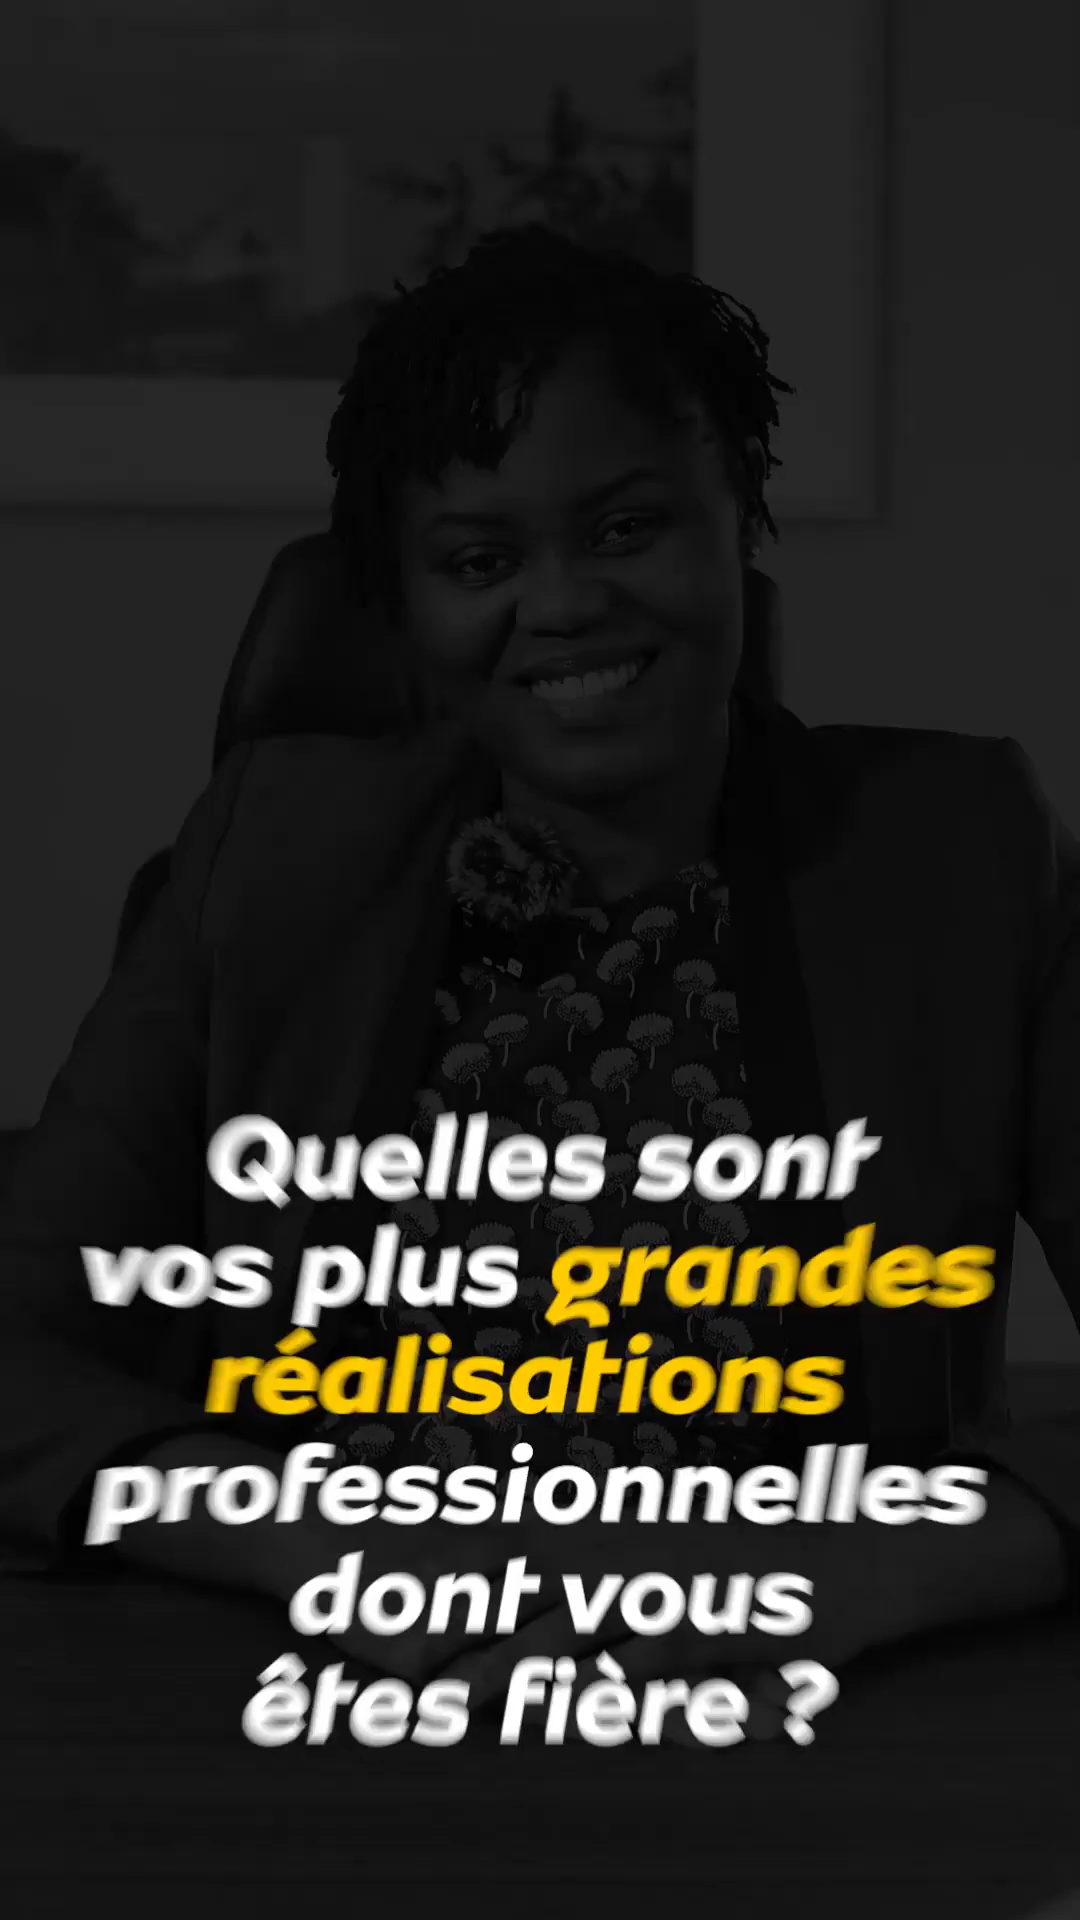 Quelles sont
vos plus grandes
réalisations
professionnelles
dont vous
êtes fière ?